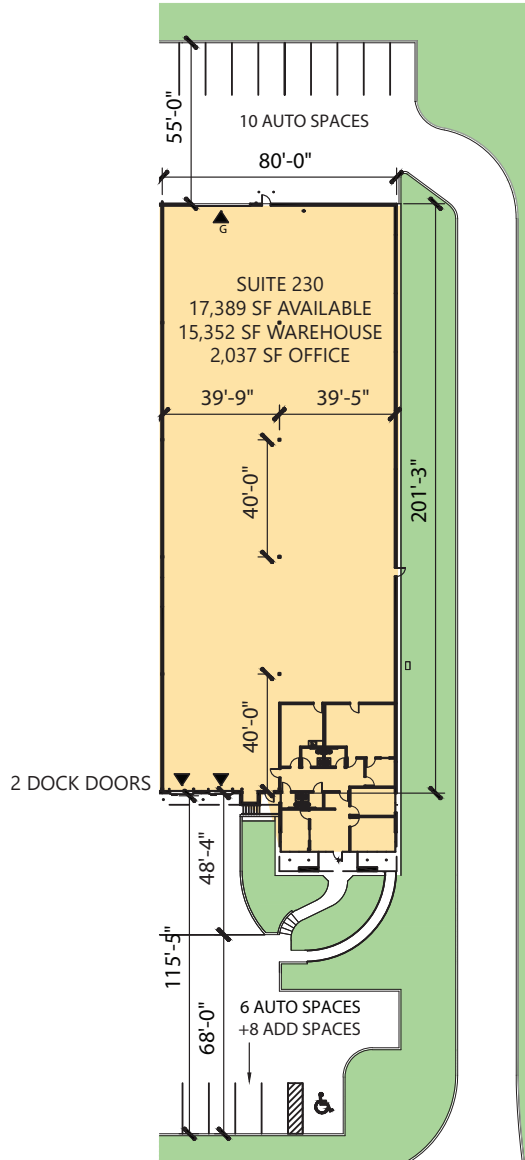 55'-0"
10 AUTO SPACES
80'-0"
G
SUITE 230
17,389 SF AVAILABLE
15,352 SF WAREHOUSE
2,037 SF OFFICE
39'-9"
39'-5"
40'-0"
201'-3"
40'-0"
2 DOCK DOORS
48'-4"
115'-5"
68'-0"
6 AUTO SPACES
+8 ADD SPACES